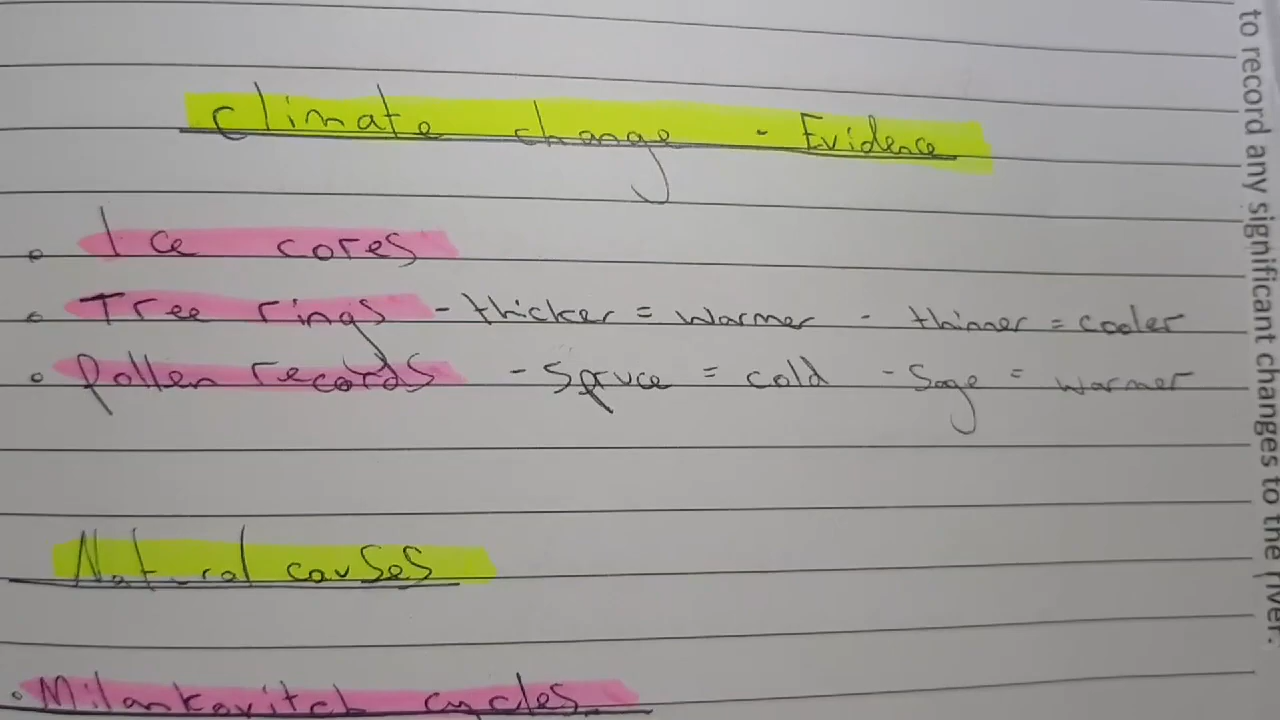 Climate change - Evidence
• Ice cores
• Tree rings - thicker = warmer - thinner = cooler
• Pollen records - Spruce = cold - Sage = warmer
Natural causes
• Milankovitch cycles
to record any significant changes to the river.